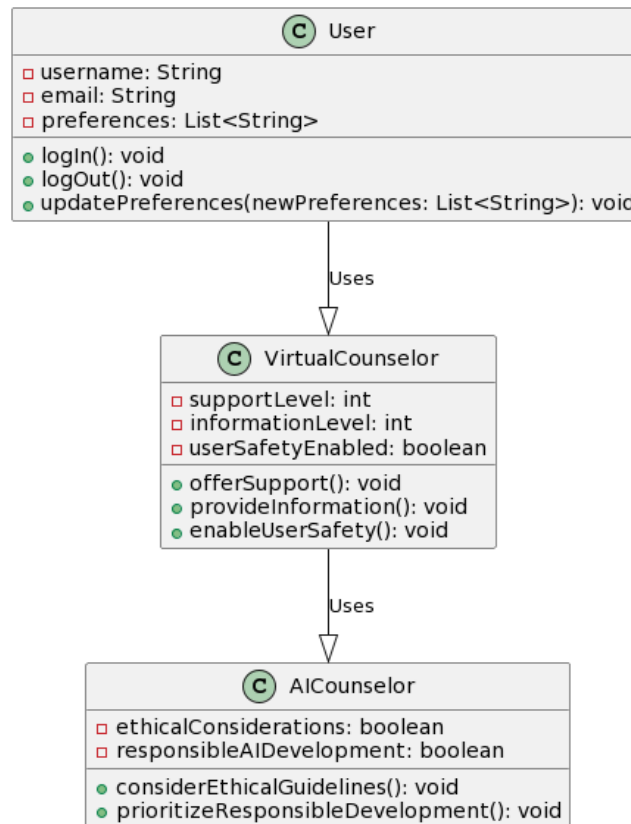 C User
username: String
email: String
preferences: List<String>
logIn(): void
logOut(): void
updatePreferences(newPreferences: List<String>): void
Uses
C VirtualCounselor
supportLevel: int
informationLevel: int
userSafetyEnabled: boolean
offerSupport(): void
provideInformation(): void
enableUserSafety(): void
Uses
C AICounselor
ethicalConsiderations: boolean
responsibleAIDevelopment: boolean
considerEthicalGuidelines(): void
prioritizeResponsibleDevelopment(): void